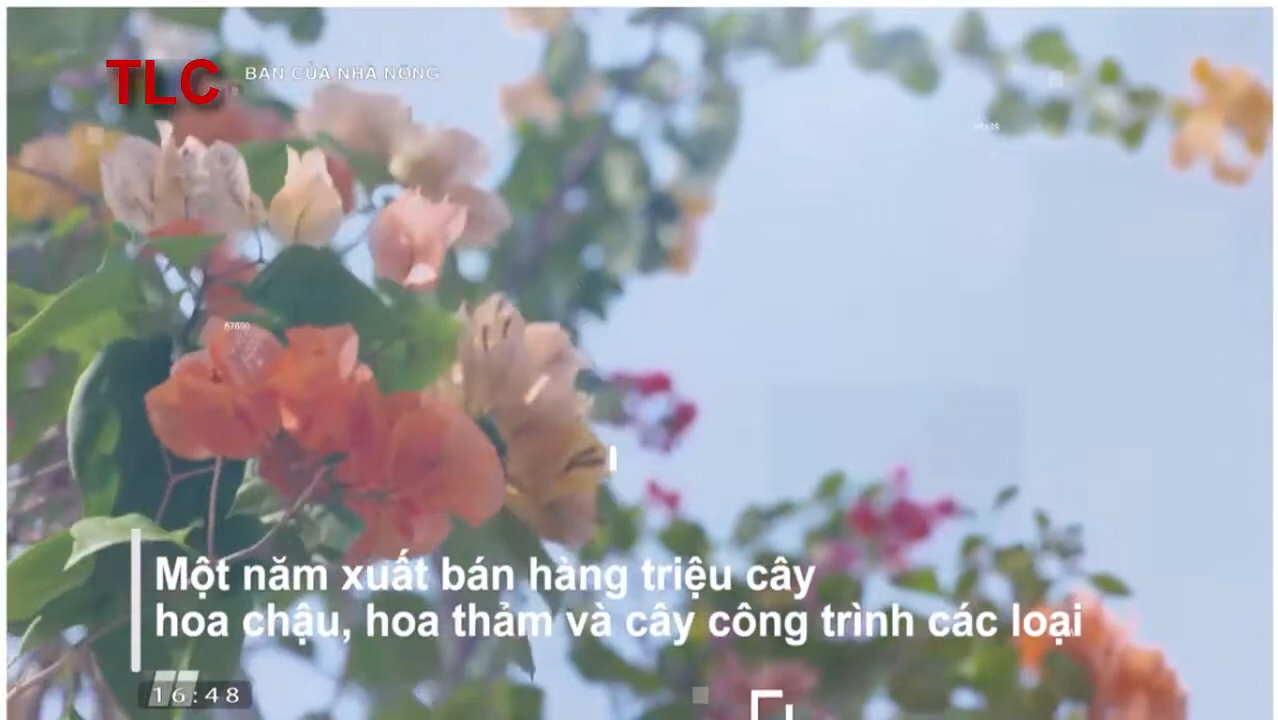 TLC
BẠN CỦA NHÀ NÔNG
57690
Một năm xuất bán hàng triệu cây
hoa chậu, hoa thảm và cây công trình các loại
16:48